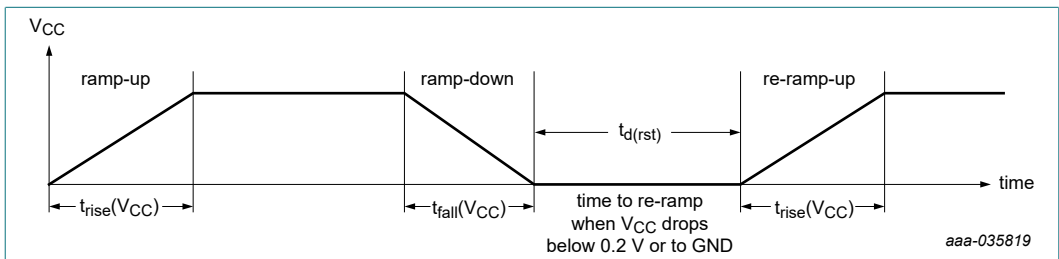 VCC
ramp-up
ramp-down
re-ramp-up
td(rst)
time
trise(VCC)
tfall(VCC)
time to re-ramp
when VCC drops
below 0.2 V or to GND
trise(VCC)
aaa-035819